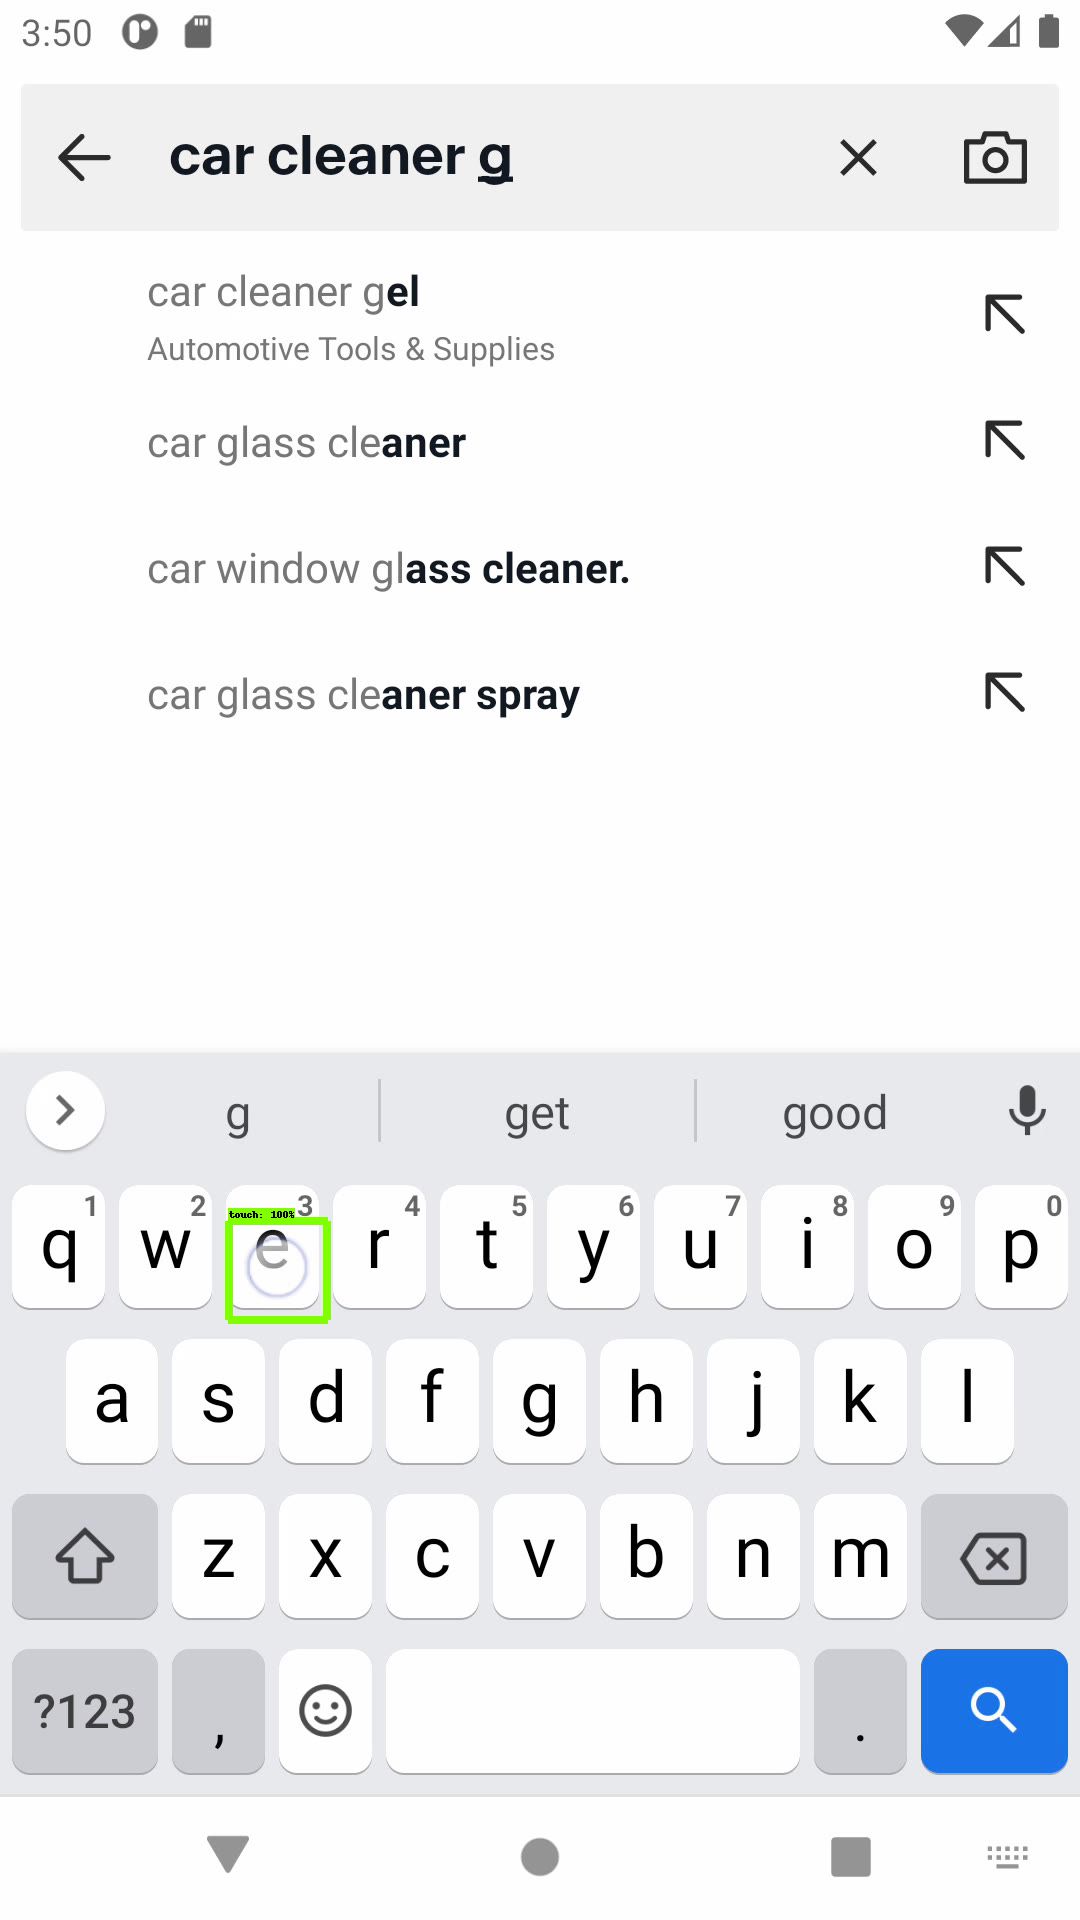 3:50
car cleaner g
car cleaner gel
Automotive Tools & Supplies
car glass cleaner
car window glass cleaner.
car glass cleaner spray
g get good
1 2 3 4 5 6 7 8 9 0
touch: 100%
q w e r t y u i o p
a s d f g h j k l
z x c v b n m
?123 , .